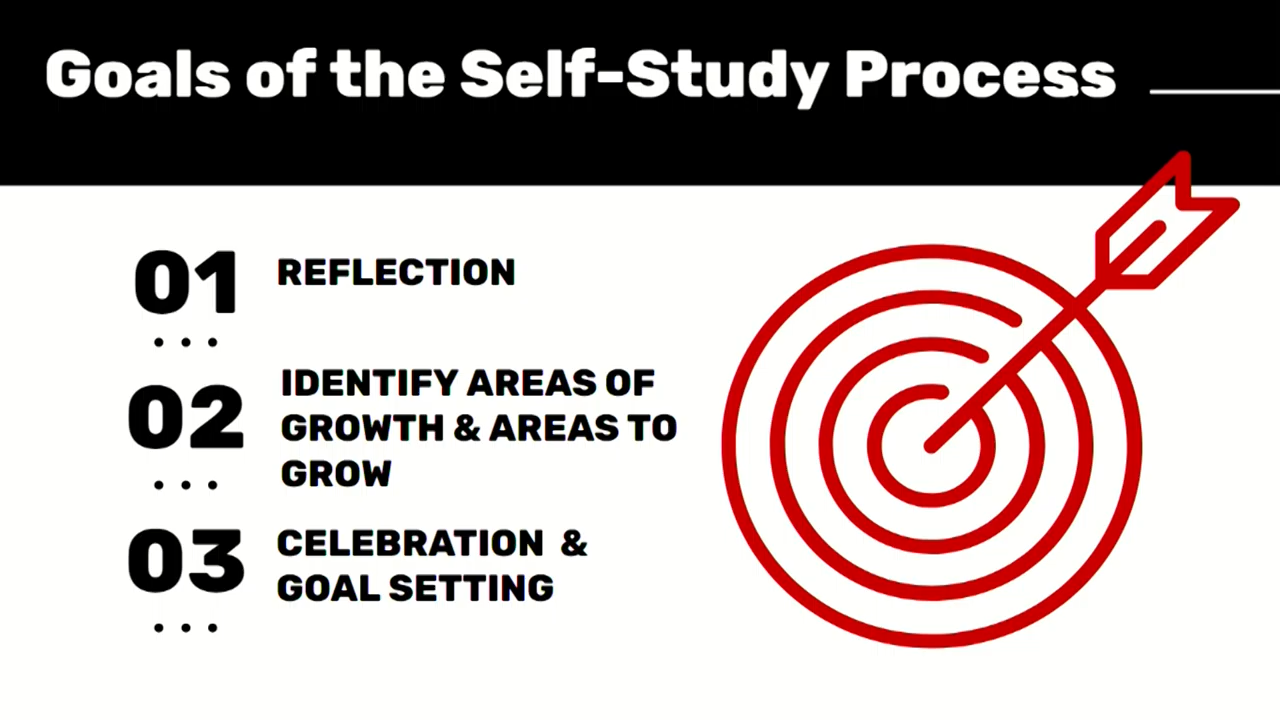 Goals of the Self-Study Process
01
REFLECTION
02
IDENTIFY AREAS OF
GROWTH & AREAS TO
GROW
03
CELEBRATION &
GOAL SETTING